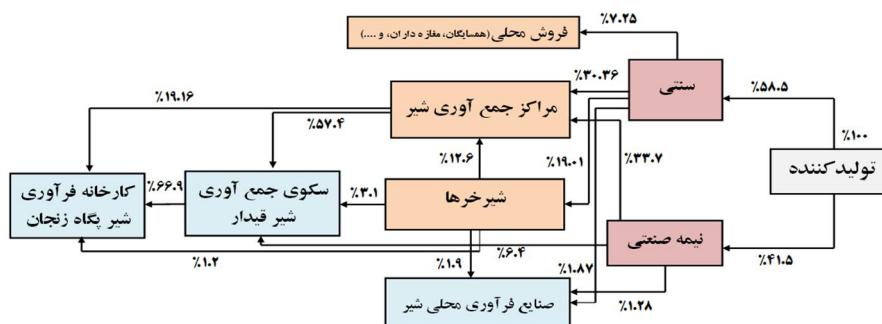 ٪۷.۲۵
فروش محلی (همسایگان، مغازه داران، و ....)
سنتی
٪۳۰.۳۶
٪۵۸.۵
مراکز جمع آوری شیر
٪۱۹.۱۶
٪۵۷.۴
٪۱۰۰
٪۱۲.۶
٪۱۹.۰۱
٪۳۳.۷
تولیدکننده
کارخانه فرآوری
شیر پگاه زنجان
٪۶۶.۹
سکوی جمع آوری
شیر قیدار
٪۳.۱
شیرخرها
نیمه صنعتی
٪۱.۲
٪۶.۴
٪۴۱.۵
٪۱.۹
٪۱.۸۷
صنایع فرآوری محلی شیر
٪۱.۲۸